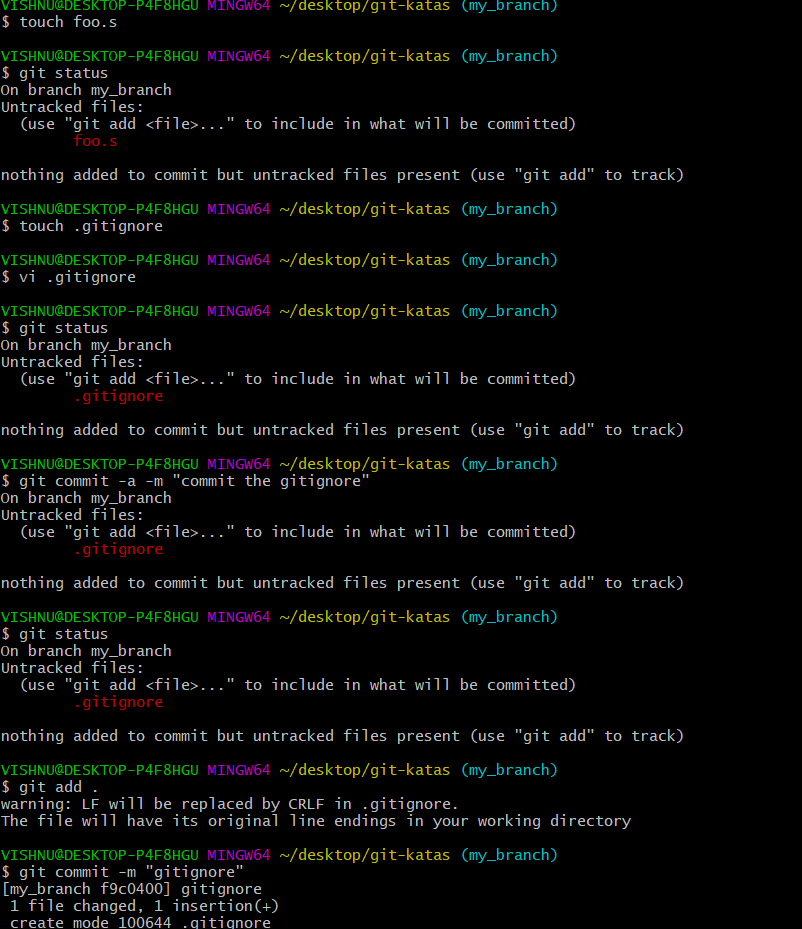 VISHNU@DESKTOP-P4F8HGU MINGW64 ~/desktop/git-katas (my_branch)
$ touch foo.s
VISHNU@DESKTOP-P4F8HGU MINGW64 ~/desktop/git-katas (my_branch)
$ git status
On branch my_branch
Untracked files:
  (use "git add <file>..." to include in what will be committed)
        foo.s
nothing added to commit but untracked files present (use "git add" to track)
VISHNU@DESKTOP-P4F8HGU MINGW64 ~/desktop/git-katas (my_branch)
$ touch .gitignore
VISHNU@DESKTOP-P4F8HGU MINGW64 ~/desktop/git-katas (my_branch)
$ vi .gitignore
VISHNU@DESKTOP-P4F8HGU MINGW64 ~/desktop/git-katas (my_branch)
$ git status
On branch my_branch
Untracked files:
  (use "git add <file>..." to include in what will be committed)
        .gitignore
nothing added to commit but untracked files present (use "git add" to track)
VISHNU@DESKTOP-P4F8HGU MINGW64 ~/desktop/git-katas (my_branch)
$ git commit -a -m "commit the gitignore"
On branch my_branch
Untracked files:
  (use "git add <file>..." to include in what will be committed)
        .gitignore
nothing added to commit but untracked files present (use "git add" to track)
VISHNU@DESKTOP-P4F8HGU MINGW64 ~/desktop/git-katas (my_branch)
$ git status
On branch my_branch
Untracked files:
  (use "git add <file>..." to include in what will be committed)
        .gitignore
nothing added to commit but untracked files present (use "git add" to track)
VISHNU@DESKTOP-P4F8HGU MINGW64 ~/desktop/git-katas (my_branch)
$ git add .
warning: LF will be replaced by CRLF in .gitignore.
The file will have its original line endings in your working directory
VISHNU@DESKTOP-P4F8HGU MINGW64 ~/desktop/git-katas (my_branch)
$ git commit -m "gitignore"
[my_branch f9c0400] gitignore
 1 file changed, 1 insertion(+)
 create mode 100644 .gitignore